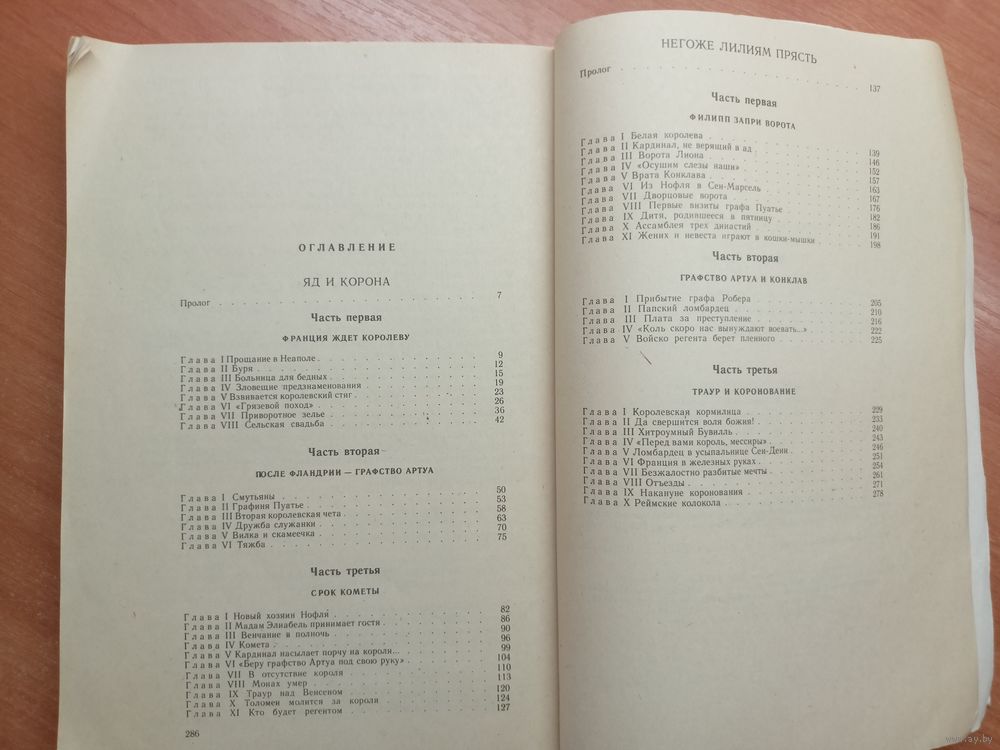 ОГЛАВЛЕНИЕ
ЯД И КОРОНА
Пролог . . . 7
Часть первая
ФРАНЦИЯ ЖДЕТ КОРОЛЕВУ
Глава I Прощание в Неаполе . . . 9
Глава II Буря . . . 12
Глава III Больница для бедных . . . 15
Глава IV Зловещие предзнаменования . . . 19
Глава V Взвивается королевский стяг . . . 23
Глава VI «Грязевой поход» . . . 26
Глава VII Приворотное зелье . . . 36
Глава VIII Сельская свадьба . . . 42
Часть вторая
ПОСЛЕ ФЛАНДРИИ — ГРАФСТВО АРТУА
Глава I Смутьяны . . . 50
Глава II Графиня Пуатье . . . 53
Глава III Вторая королевская чета . . . 58
Глава IV Дружба служанки . . . 63
Глава V Вилка и скамеечка . . . 70
Глава VI Тяжба . . . 75
Часть третья
СРОК КОМЕТЫ
Глава I Новый хозяин Нофля . . . 82
Глава II Мадам Элиабель принимает гостя . . . 86
Глава III Венчание в полночь . . . 90
Глава IV Комета . . . 96
Глава V Кардинал насылает порчу на короля... . . . 99
Глава VI «Беру графство Артуа под свою руку» . . . 104
Глава VII В отсутствие короля . . . 110
Глава VIII Монах умер . . . 113
Глава IX Траур над Венсеном . . . 120
Глава X Толомеи молится за короля . . . 124
Глава XI Кто будет регентом . . . 127
286
НЕГОЖЕ ЛИЛИЯМ ПРЯСТЬ
Пролог . . . 137
Часть первая
ФИЛИПП ЗАПРИ ВОРОТА
Глава I Белая королева . . . 139
Глава II Кардинал, не верящий в ад . . . 146
Глава III Ворота Лиона . . . 152
Глава IV «Осушим слезы наши» . . . 157
Глава V Врата Конклава . . . 163
Глава VI Из Нофля в Сен-Марсель . . . 167
Глава VII Дворцовые ворота . . . 176
Глава VIII Первые визиты графа Пуатье . . . 182
Глава IX Дитя, родившееся в пятницу . . . 186
Глава X Ассамблея трех династий . . . 191
Глава XI Жених и невеста играют в кошки-мышки . . . 198
Часть вторая
ГРАФСТВО АРТУА И КОНКЛАВ
Глава I Прибытие графа Робера . . . 205
Глава II Папский ломбардец . . . 210
Глава III Плата за преступление . . . 216
Глава IV «Коль скоро нас вынуждают воевать...» . . . 222
Глава V Войско регента берет пленного . . . 225
Часть третья
ТРАУР И КОРОНОВАНИЕ
Глава I Королевская кормилица . . . 229
Глава II Да свершится воля божия! . . . 233
Глава III Хитроумный Бувилль . . . 240
Глава IV «Перед вами король, мессиры» . . . 243
Глава V Ломбардец в усыпальнице Сен-Дени . . . 246
Глава VI Франция в железных руках . . . 251
Глава VII Безжалостно разбитые мечты . . . 254
Глава VIII Отъезды . . . 261
Глава IX Накануне коронования . . . 271
Глава X Реймские колокола . . . 278
www.ay.by